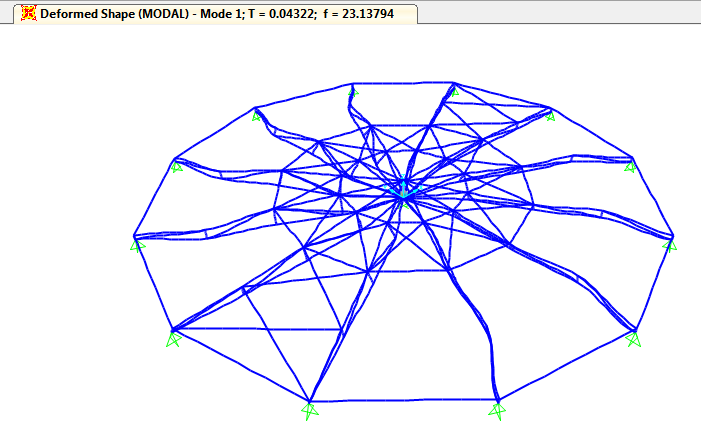 Deformed Shape (MODAL) - Mode 1; T = 0.04322;  f = 23.13794